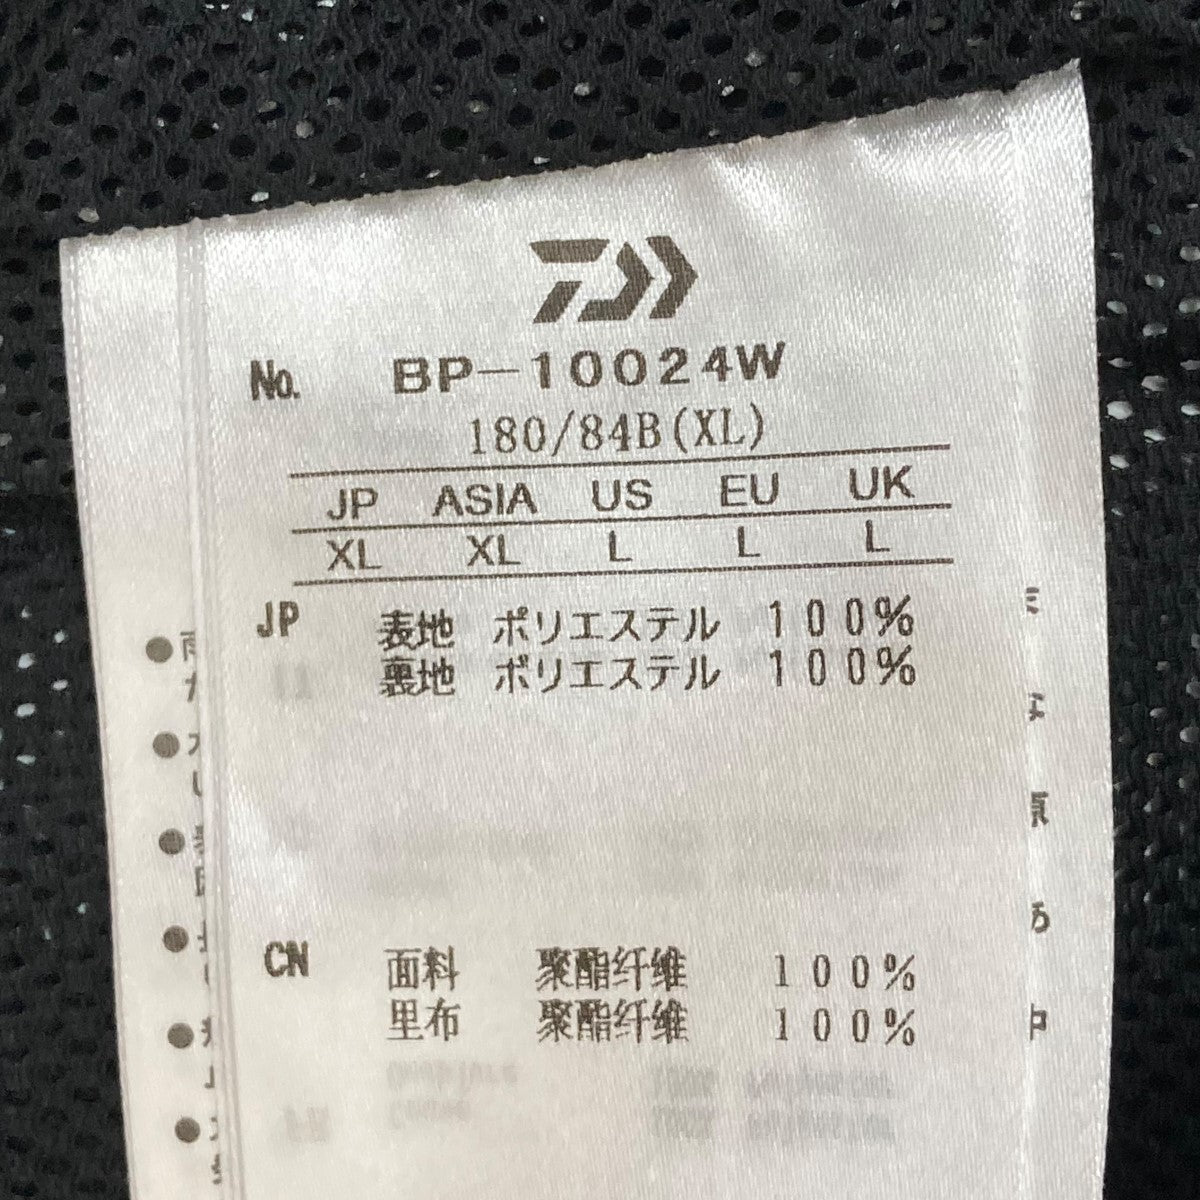 No. BP-10024W
180/84B(XL)
JP ASIA US EU UK
XL XL L L L
JP 表地 ポリエステル 100%
裏地 ポリエステル 100%
CN 面料 聚酯纤维 100%
里布 聚酯纤维 100%